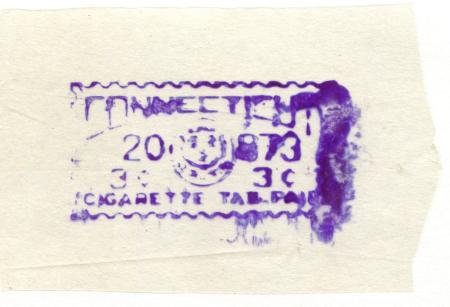 CONNECTICUT
20 873
3¢ 3¢
CIGARETTE TAX PAID